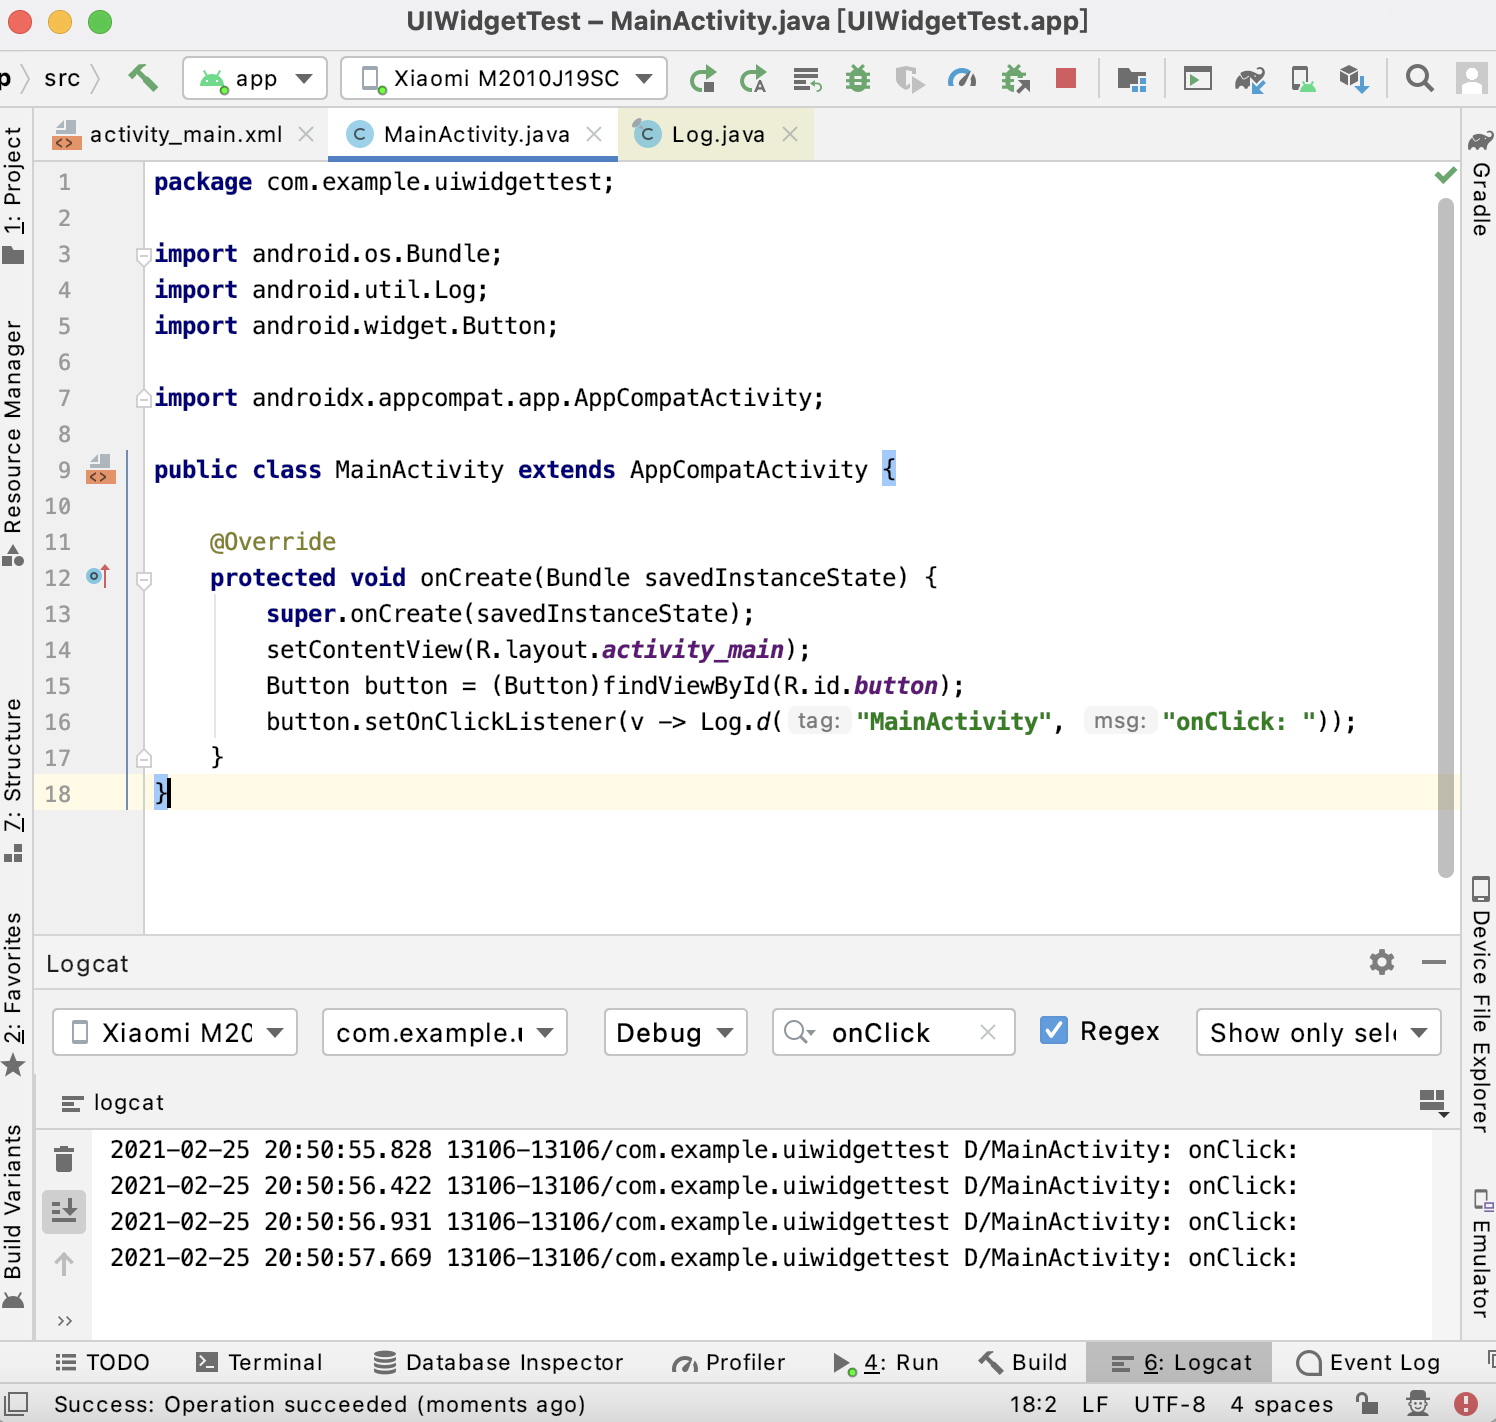 UIWidgetTest – MainActivity.java [UIWidgetTest.app]
p src app Xiaomi M2010J19SC
activity_main.xml MainActivity.java Log.java
1: Project
Resource Manager
7: Structure
2: Favorites
Build Variants
1 package com.example.uiwidgettest;
2
3 import android.os.Bundle;
4 import android.util.Log;
5 import android.widget.Button;
6
7 import androidx.appcompat.app.AppCompatActivity;
8
9 public class MainActivity extends AppCompatActivity {
10
11 @Override
12 protected void onCreate(Bundle savedInstanceState) {
13 super.onCreate(savedInstanceState);
14 setContentView(R.layout.activity_main);
15 Button button = (Button)findViewById(R.id.button);
16 button.setOnClickListener(v -> Log.d( tag: "MainActivity", msg: "onClick: "));
17 }
18 }
Gradle
Device File Explorer
Emulator
Logcat
Xiaomi M20 com.example.u Debug onClick Regex Show only sel
logcat
2021-02-25 20:50:55.828 13106-13106/com.example.uiwidgettest D/MainActivity: onClick:
2021-02-25 20:50:56.422 13106-13106/com.example.uiwidgettest D/MainActivity: onClick:
2021-02-25 20:50:56.931 13106-13106/com.example.uiwidgettest D/MainActivity: onClick:
2021-02-25 20:50:57.669 13106-13106/com.example.uiwidgettest D/MainActivity: onClick:
TODO Terminal Database Inspector Profiler 4: Run Build 6: Logcat Event Log
Success: Operation succeeded (moments ago) 18:2 LF UTF-8 4 spaces